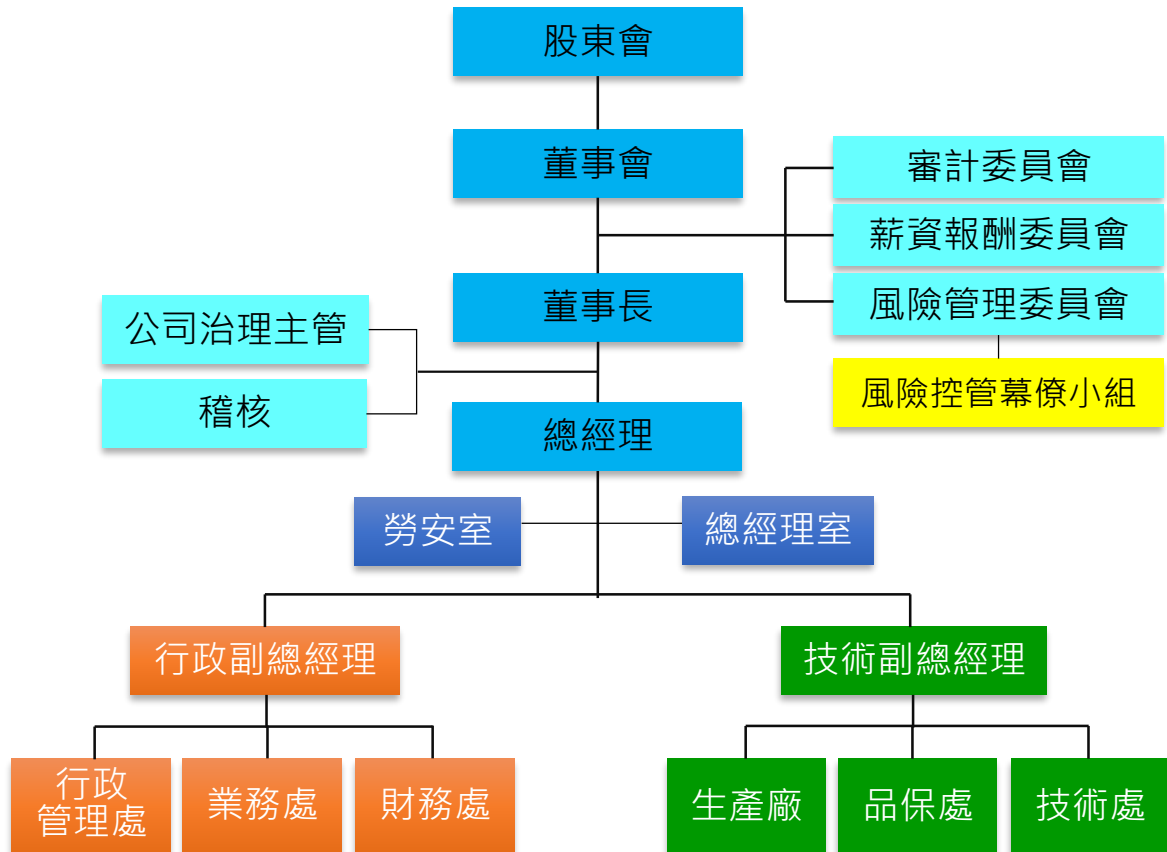 股東會
董事會
審計委員會
薪資報酬委員會
風險管理委員會
風險控管幕僚小組
董事長
公司治理主管
稽核
總經理
勞安室
總經理室
行政副總經理
技術副總經理
行政
管理處
業務處
財務處
生產廠
品保處
技術處